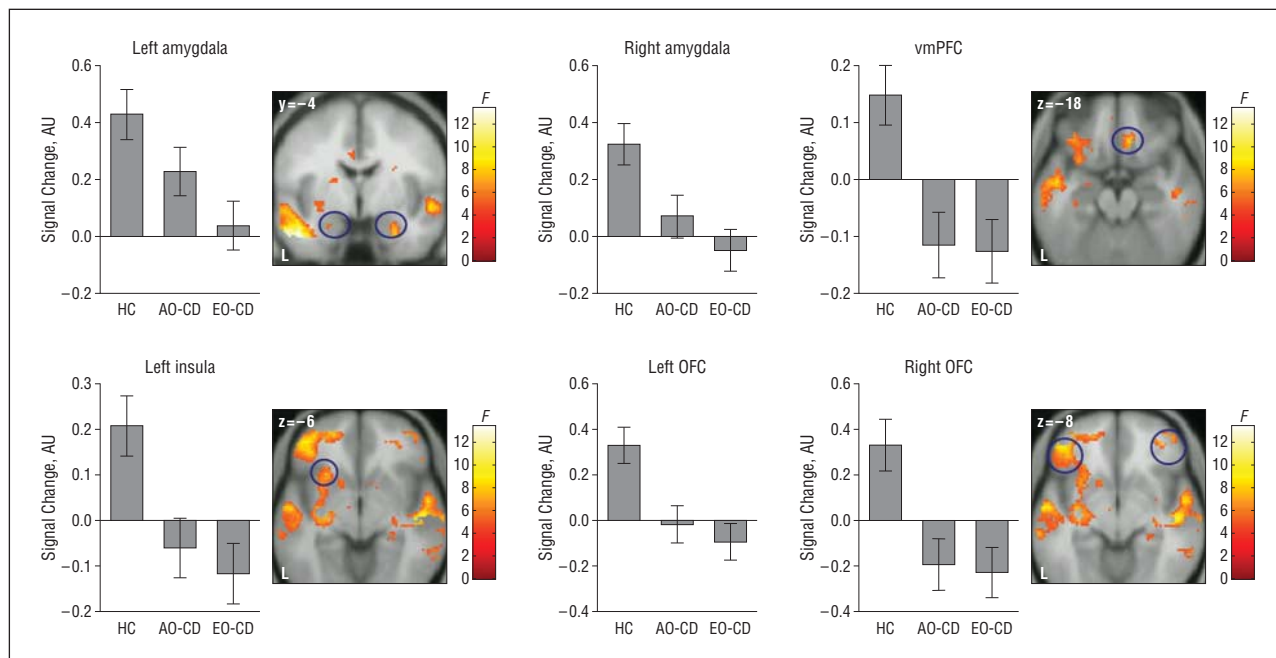 Left amygdala
0.6
0.4
0.2
0.0
−0.2
Signal Change, AU
HC AO-CD EO-CD
y=−4
L
F
12
10
8
6
4
2
0
Right amygdala
0.6
0.4
0.2
0.0
−0.2
Signal Change, AU
HC AO-CD EO-CD
vmPFC
0.2
0.1
0.0
−0.1
−0.2
Signal Change, AU
HC AO-CD EO-CD
z=−18
L
F
12
10
8
6
4
2
0
Left insula
0.3
0.2
0.1
0.0
−0.1
−0.2
Signal Change, AU
HC AO-CD EO-CD
z=−6
L
F
12
10
8
6
4
2
0
Left OFC
0.6
0.4
0.2
0.0
−0.2
−0.4
Signal Change, AU
HC AO-CD EO-CD
Right OFC
0.6
0.4
0.2
0.0
−0.2
−0.4
Signal Change, AU
HC AO-CD EO-CD
z=−8
L
F
12
10
8
6
4
2
0